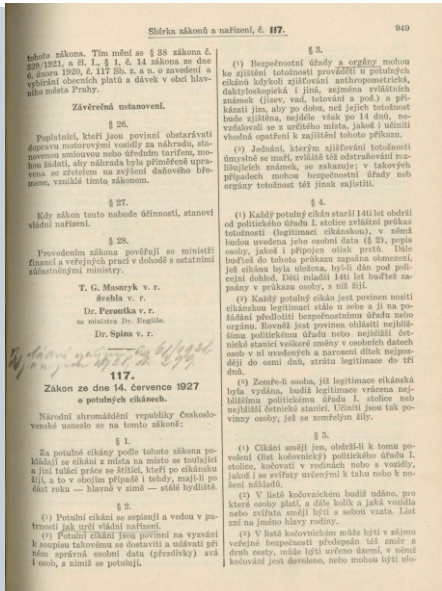 Sbírka zákonů a nařízení, č. 117.
949
tohoto zákona. Tím mění se § 38 zákona č.
329/1921, a čl. I., § 1, č. 14 zákona ze dne
6. února 1920, č. 117 Sb. z. a n. o zavedení a
vybírání obecních platů a dávek v obci hlav-
ního města Prahy.
Závěrečná ustanovení.
§ 26.
Poplatníci, kteří jsou povinni obstarávati
dopravu motorovými vozidly za náhradu, sta-
novenou smlouvou nebo úředním tarifem, mo-
hou žádati, aby náhrada byla přiměřeně upra-
vena se zřetelem na zvýšení daňového bře-
mene, vzniklé tímto zákonem.
§ 27.
Kdy zákon tento nabude účinnosti, stanoví
vládní nařízení.
§ 28.
Provedením zákona pověřují se ministři
financí a veřejných prací v dohodě s ostatními
zúčastněnými ministry.
T. G. Masaryk v. r.
Švehla v. r.
Dr. Peroutka v. r.
za ministra Dr. Engliše.
Dr. Spina v. r.
117.
Zákon ze dne 14. července 1927
o potulných cikánech.
Národní shromáždění republiky Českoslo-
venské usneslo se na tomto zákoně:
§ 1.
Za potulné cikány podle tohoto zákona po-
kládají se cikáni z místa na místo se toulající
a jiní tuláci práce se štítící, kteří po cikánsku
žijí, a to v obojím případě i tehdy, mají-li po
část roku — hlavně v zimě — stálé bydliště.
§ 2.
(1) Potulní cikáni se sepisují a vedou v pa-
trnosti jak určí vládní nařízení.
(2) Potulní cikáni jsou povinni na vyzvání
k soupisu takovému se dostaviti a udávati při
něm správná osobní data (přezdívky) svá
i osob, s nimiž se potulují.
§ 3.
(1) Bezpečnostní úřady a orgány mohou
ke zjištění totožnosti prováděti u potulných
cikánů kdykoli zjišťování anthropometrická,
daktyloskopická i jiná, zejména zvláštních
známek (jizev, vad, tetování a pod.) a při-
kázati jim, aby po dobu, než jejich totožnost
bude zjištěna, nejdéle však po 14 dnů, ne-
vzdalovali se z určitého místa, jakož i učiniti
vhodná opatření k zajištění tohoto příkazu.
(2) Jednání, kterým zjišťování totožnosti
úmyslně se maří, zvláště též odstraňování roz-
lišujících známek, se zakazuje; v takových
případech mohou bezpečnostní úřady neb
orgány totožnost též jinak zajistiti.
§ 4.
(1) Každý potulný cikán starší 14ti let obdrží
od politického úřadu I. stolice zvláštní průkaz
totožnosti (legitimaci cikánskou), v němž
budou uvedena jeho osobní data (§ 2), popis
osoby, jakož i připojen otisk prstů. Dále
budtež do tohoto průkazu zapsána obmezení,
jež cikánu byla uložena, byl-li dán pod poli-
cejní dohled. Děti mladší 14ti let buďtež za-
psány v průkazu osoby, s níž žijí.
(2) Každý potulný cikán jest povinen nositi
cikánskou legitimaci stále u sebe a ji na po-
žádání předložiti bezpečnostnímu úřadu nebo
orgánu. Rovněž jest povinen ohlásiti nejbliž-
šímu politickému úřadu nebo nejbližší čet-
nické stanici veškeré změny v osobních datech
osob v ní uvedených a narození dítek nejpoz-
ději do osmi dnů, ztrátu legitimace do tří
dnů.
(3) Zemře-li osoba, jíž legitimace cikánská
byla vydána, budiž legitimace vrácena nej-
bližšímu politickému úřadu I. stolice neb
nejbližší četnické stanici. Učiniti jsou tak po-
vinny osoby, jež se zemřelým žily.
§ 5.
(1) Cikáni smějí jen, obdrží-li k tomu po-
volení (list kočovnický) politického úřadu I.
stolice, kočovati v rodinách nebo s vozidly,
jakož i se zvířaty určenými k tahu nebo k no-
šení nákladů.
(2) V listě kočovnickém budiž udáno, pro
které osoby platí, a dále kolik a jaká vozidla
nebo zvířata smějí býti s sebou vzata. List
zní na jméno hlavy rodiny.
(3) V listě kočovnickém může býti v zájmu
veřejné bezpečnosti předepsán též směr a
druh cesty, může býti určeno území, v němž
kočování jest dovoleno, nebo mohou býti ulo-